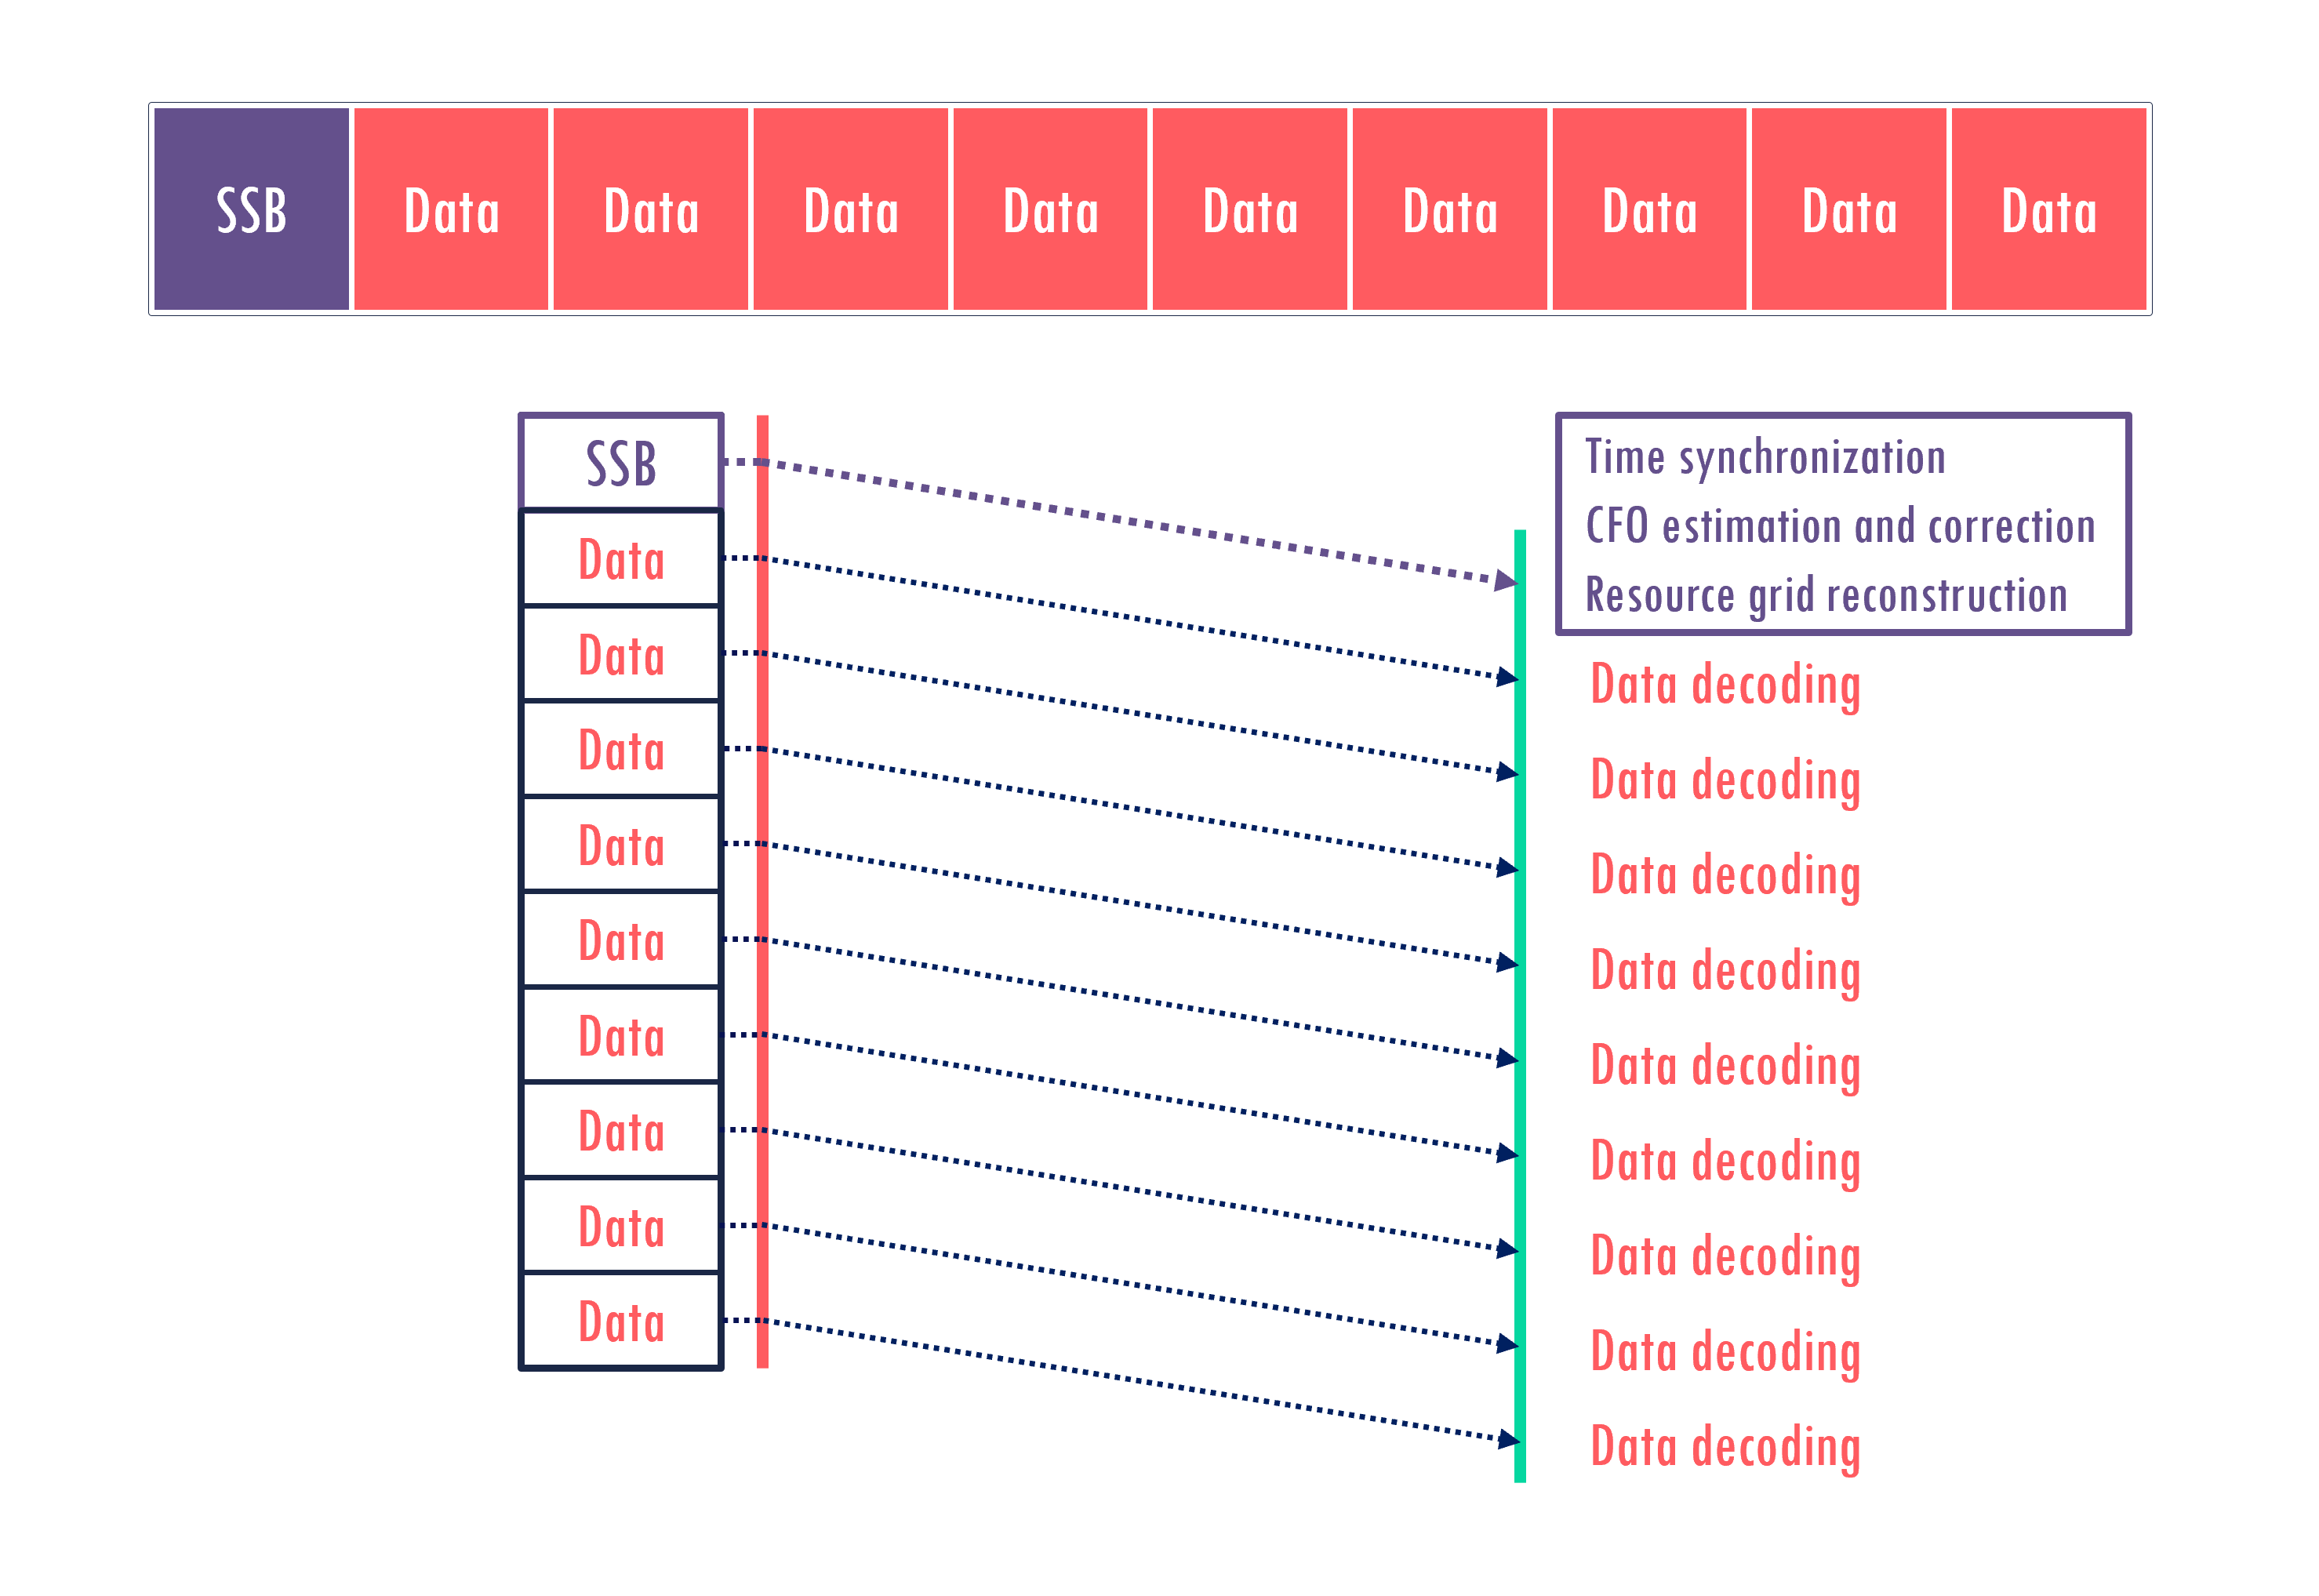 SSB Data Data Data Data Data Data Data Data Data
SSB
Time synchronization
CFO estimation and correction
Resource grid reconstruction
Data
Data
Data
Data
Data
Data
Data
Data
Data
Data decoding
Data decoding
Data decoding
Data decoding
Data decoding
Data decoding
Data decoding
Data decoding
Data decoding